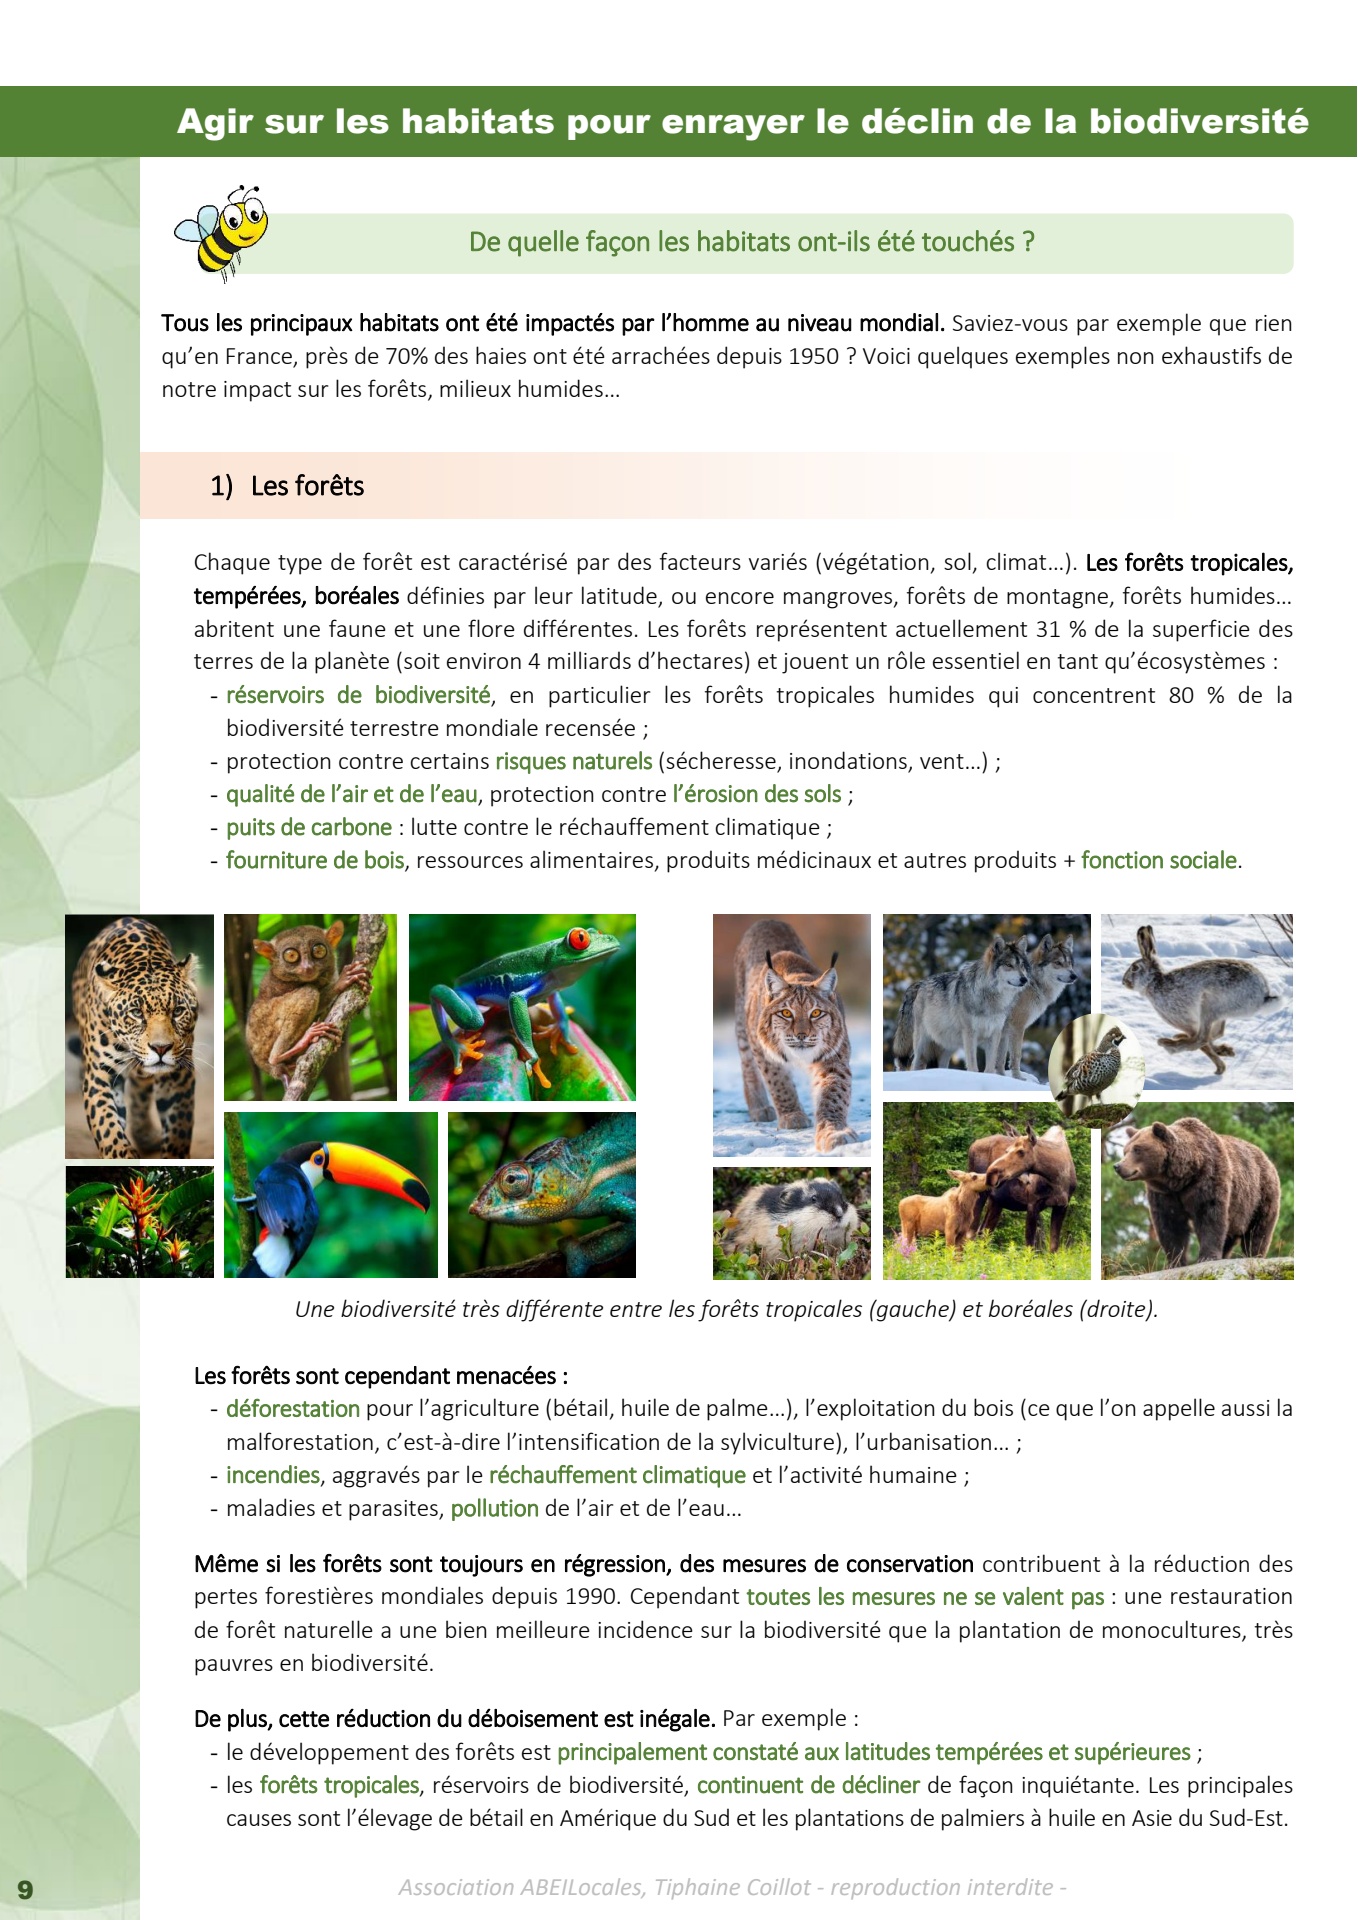 Agir sur les habitats pour enrayer le déclin de la biodiversité
De quelle façon les habitats ont-ils été touchés ?
Tous les principaux habitats ont été impactés par l’homme au niveau mondial. Saviez-vous par exemple que rien
qu’en France, près de 70% des haies ont été arrachées depuis 1950 ? Voici quelques exemples non exhaustifs de
notre impact sur les forêts, milieux humides…
1) Les forêts
Chaque type de forêt est caractérisé par des facteurs variés (végétation, sol, climat…). Les forêts tropicales,
tempérées, boréales définies par leur latitude, ou encore mangroves, forêts de montagne, forêts humides…
abritent une faune et une flore différentes. Les forêts représentent actuellement 31 % de la superficie des
terres de la planète (soit environ 4 milliards d’hectares) et jouent un rôle essentiel en tant qu’écosystèmes :
- réservoirs de biodiversité, en particulier les forêts tropicales humides qui concentrent 80 % de la
biodiversité terrestre mondiale recensée ;
- protection contre certains risques naturels (sécheresse, inondations, vent…) ;
- qualité de l’air et de l’eau, protection contre l’érosion des sols ;
- puits de carbone : lutte contre le réchauffement climatique ;
- fourniture de bois, ressources alimentaires, produits médicinaux et autres produits + fonction sociale.
Une biodiversité très différente entre les forêts tropicales (gauche) et boréales (droite).
Les forêts sont cependant menacées :
- déforestation pour l’agriculture (bétail, huile de palme…), l’exploitation du bois (ce que l’on appelle aussi la
malforestation, c’est-à-dire l’intensification de la sylviculture), l’urbanisation… ;
- incendies, aggravés par le réchauffement climatique et l’activité humaine ;
- maladies et parasites, pollution de l’air et de l’eau…
Même si les forêts sont toujours en régression, des mesures de conservation contribuent à la réduction des
pertes forestières mondiales depuis 1990. Cependant toutes les mesures ne se valent pas : une restauration
de forêt naturelle a une bien meilleure incidence sur la biodiversité que la plantation de monocultures, très
pauvres en biodiversité.
De plus, cette réduction du déboisement est inégale. Par exemple :
- le développement des forêts est principalement constaté aux latitudes tempérées et supérieures ;
- les forêts tropicales, réservoirs de biodiversité, continuent de décliner de façon inquiétante. Les principales
causes sont l’élevage de bétail en Amérique du Sud et les plantations de palmiers à huile en Asie du Sud-Est.
9
Association ABEILocales, Tiphaine Coillot - reproduction interdite -